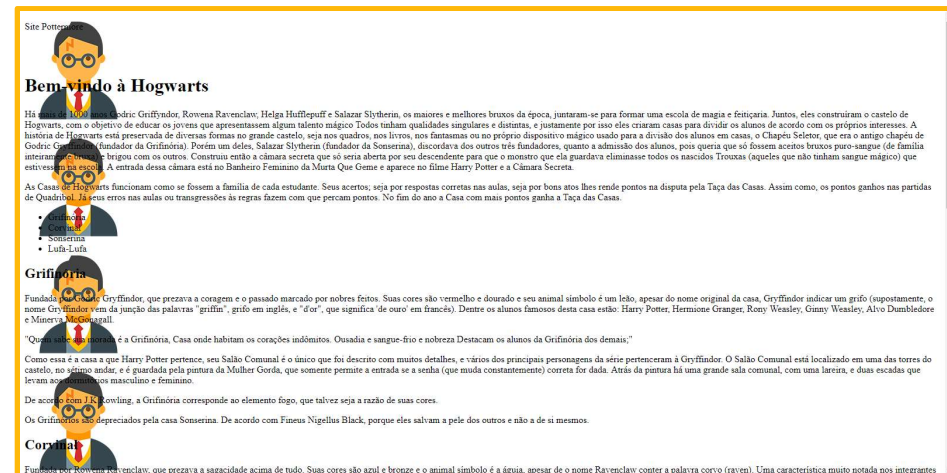 Site Pottermore
Bem-vindo à Hogwarts
Há mais de 1000 anos Godric Griffyndor, Rowena Ravenclaw, Helga Hufflepuff e Salazar Slytherin, os maiores e melhores bruxos da época, juntaram-se para formar uma escola de magia e feitiçaria. Juntos, eles construíram o castelo de
Hogwarts, com o objetivo de educar os jovens que apresentassem algum talento mágico Todos tinham qualidades singulares e distintas, e justamente por isso eles criaram casas para dividir os alunos de acordo com os próprios interesses. A
história de Hogwarts está preservada de diversas formas no grande castelo, seja nos quadros, nos livros, nos fantasmas ou no próprio dispositivo mágico usado para a divisão dos alunos em casas, o Chapéu Seletor, que era o antigo chapéu de
Godric Gryffindor (fundador da Grifinória). Porém um deles, Salazar Slytherin (fundador da Sonserina), discordava dos outros três fundadores, quanto a admissão dos alunos, pois queria que só fossem aceitos bruxos puro-sangue (de família
inteiramente bruxa) e brigou com os outros. Construiu então a câmara secreta que só seria aberta por seu descendente para que o monstro que ela guardava eliminasse todos os nascidos Trouxas (aqueles que não tinham sangue mágico) que
estivessem na escola. A entrada dessa câmara está no Banheiro Feminino da Murta Que Geme e aparece no filme Harry Potter e a Câmara Secreta.
As Casas de Hogwarts funcionam como se fossem a família de cada estudante. Seus acertos; seja por respostas corretas nas aulas, seja por bons atos lhes rende pontos na disputa pela Taça das Casas. Assim como, os pontos ganhos nas partidas
de Quadribol. Já seus erros nas aulas ou transgressões às regras fazem com que percam pontos. No fim do ano a Casa com mais pontos ganha a Taça das Casas.
Grifinória
Corvinal
Sonserina
Lufa-Lufa
Grifinória
Fundada por Godric Gryffindor, que prezava a coragem e o passado marcado por nobres feitos. Suas cores são vermelho e dourado e seu animal símbolo é um leão, apesar do nome original da casa, Gryffindor indicar um grifo (supostamente, o
nome Gryffindor vem da junção das palavras "griffin", grifo em inglês, e "d'or", que significa 'de ouro' em francês). Dentre os alunos famosos desta casa estão: Harry Potter, Hermione Granger, Rony Weasley, Ginny Weasley, Alvo Dumbledore
e Minerva McGonagall.
"Quem sabe sua morada é a Grifinória, Casa onde habitam os corações indômitos. Ousadia e sangue-frio e nobreza Destacam os alunos da Grifinória dos demais;"
Como essa é a casa a que Harry Potter pertence, seu Salão Comunal é o único que foi descrito com muitos detalhes, e vários dos principais personagens da série pertenceram à Gryffindor. O Salão Comunal está localizado em uma das torres do
castelo, no sétimo andar, e é guardada pela pintura da Mulher Gorda, que somente permite a entrada se a senha (que muda constantemente) correta for dada. Atrás da pintura há uma grande sala comunal, com uma lareira, e duas escadas que
levam aos dormitórios masculino e feminino.
De acordo com J.K Rowling, a Grifinória corresponde ao elemento fogo, que talvez seja a razão de suas cores.
Os Grifinórios são depreciados pela casa Sonserina. De acordo com Fineus Nigellus Black, porque eles salvam a pele dos outros e não a de si mesmos.
Corvinal
Fundada por Rowena Ravenclaw, que prezava a sagacidade acima de tudo. Suas cores são azul e bronze e o animal símbolo é a águia, apesar de o nome Ravenclaw conter a palavra corvo (raven). Uma característica muito notada nos integrantes